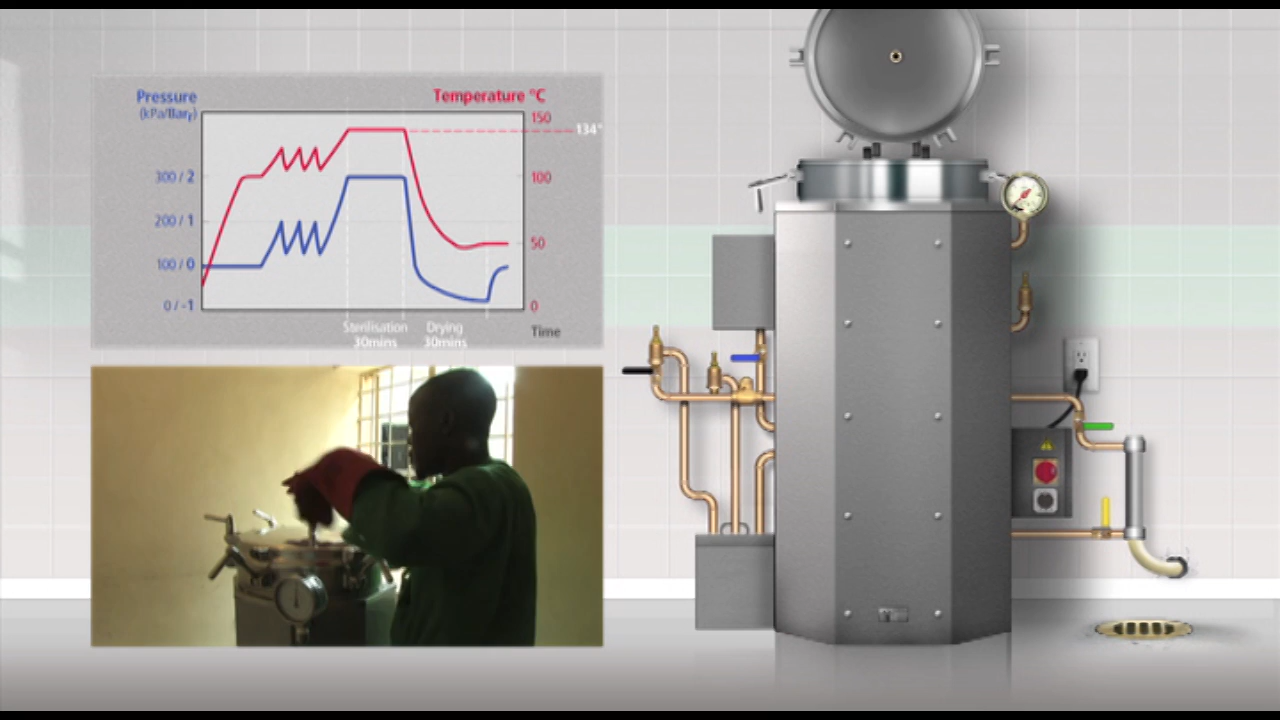 Pressure
(kPa/Bar
Temperature °C
150
134°
300 / 2
100
200 / 1
50
100 / 0
0 / -1
0
Sterilisation
30mins
Drying
30mins
Time